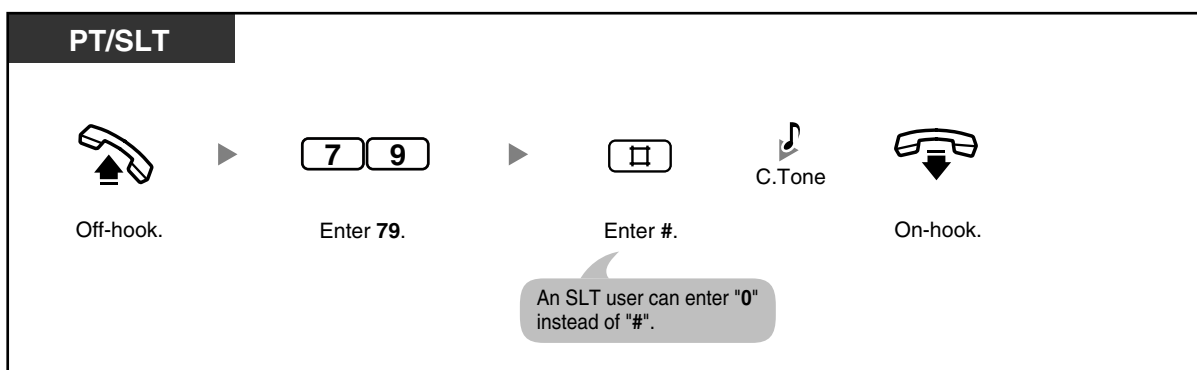 PT/SLT
7 9 #
C.Tone
Off-hook. Enter 79. Enter #. On-hook.
An SLT user can enter "0"
instead of "#".